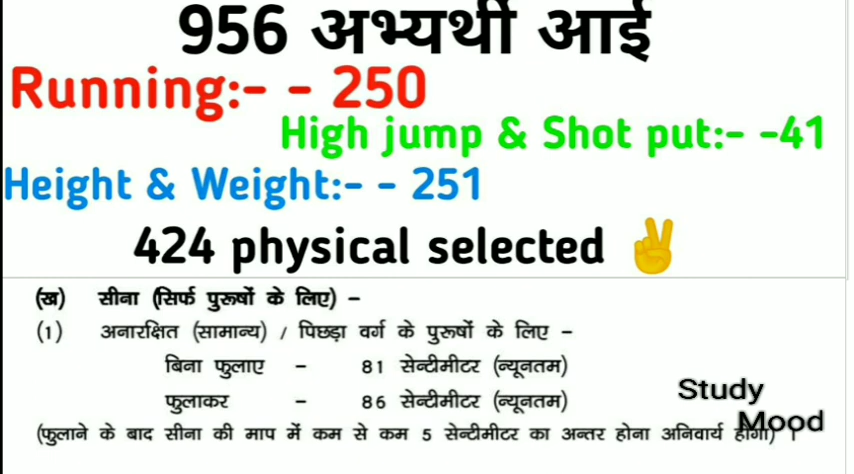 956 अभ्यर्थी आई
Running:- - 250
High jump & Shot put:- -41
Height & Weight:- - 251
424 physical selected ✌
(ख) सीना (सिर्फ पुरूषों के लिए) –
(1) अनारक्षित (सामान्य) / पिछड़ा वर्ग के पुरूषों के लिए –
बिना फुलाए – 81 सेन्टीमीटर (न्यूनतम)
फुलाकर – 86 सेन्टीमीटर (न्यूनतम)
(फुलाने के बाद सीना की माप में कम से कम 5 सेन्टीमीटर का अन्तर होना अनिवार्य होगा) ।
Study
Mood